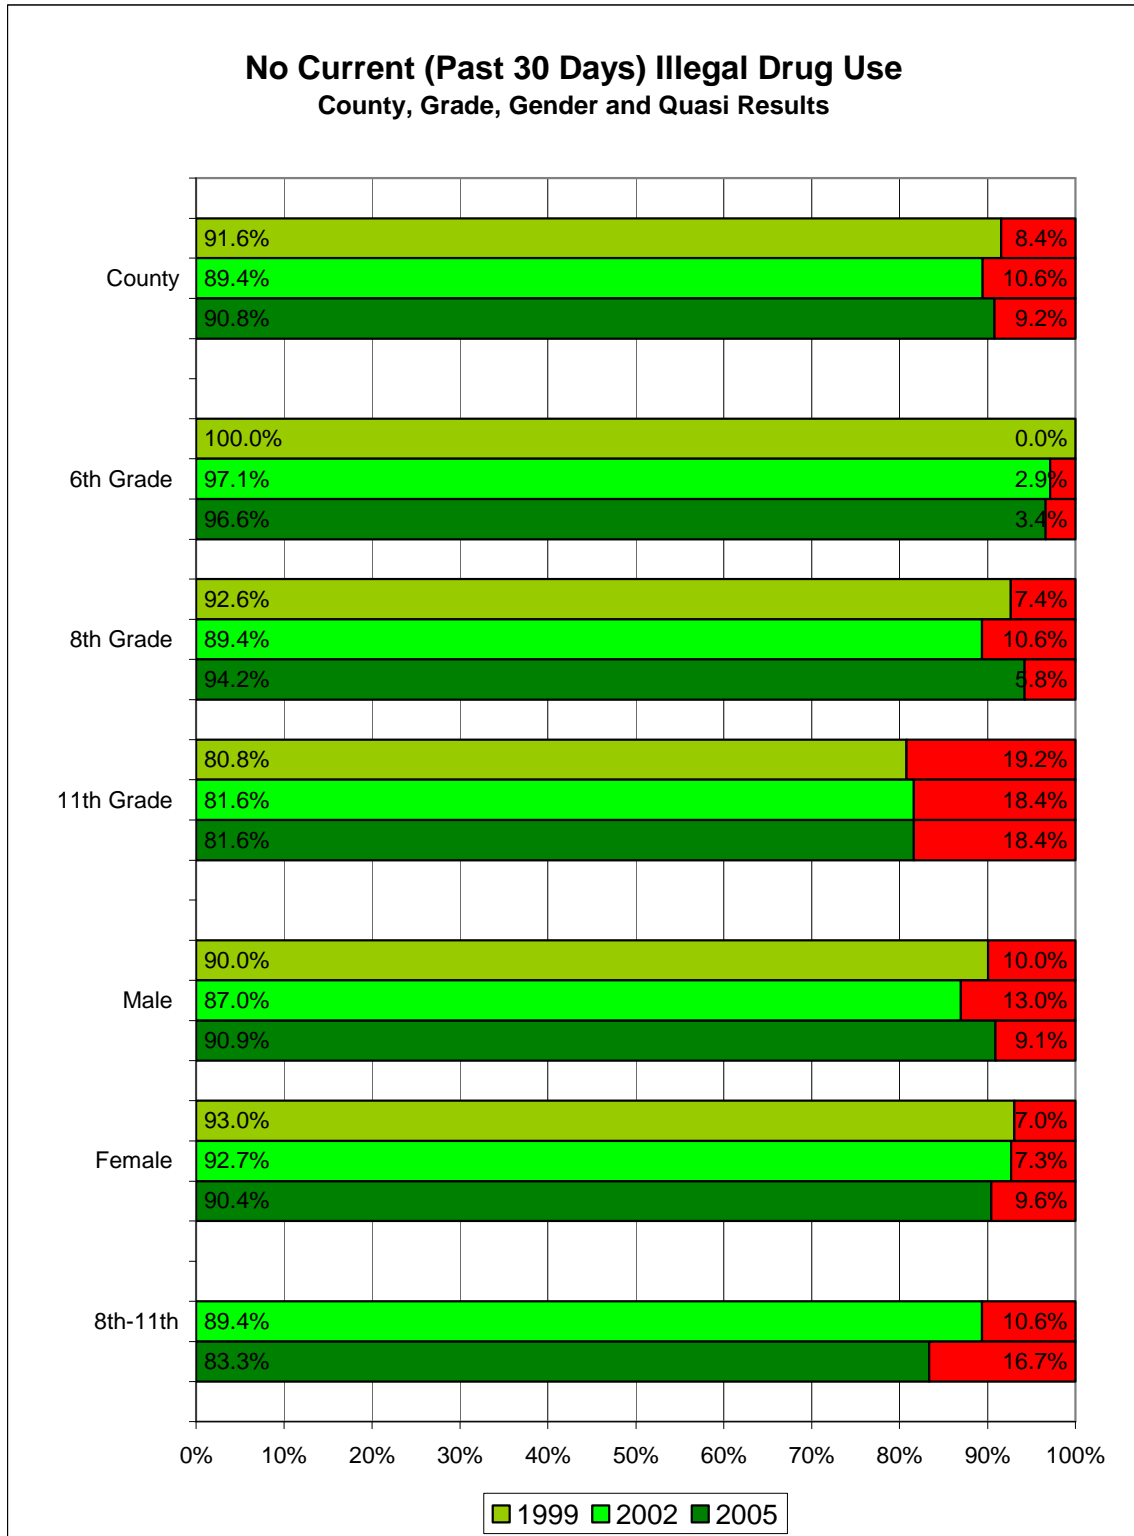 No Current (Past 30 Days) Illegal Drug Use
County, Grade, Gender and Quasi Results
91.6% 8.4%
County 89.4% 10.6%
90.8% 9.2%
100.0% 0.0%
6th Grade 97.1% 2.9%
96.6% 3.4%
92.6% 7.4%
8th Grade 89.4% 10.6%
94.2% 5.8%
80.8% 19.2%
11th Grade 81.6% 18.4%
81.6% 18.4%
90.0% 10.0%
Male 87.0% 13.0%
90.9% 9.1%
93.0% 7.0%
Female 92.7% 7.3%
90.4% 9.6%
8th-11th 89.4% 10.6%
83.3% 16.7%
0% 10% 20% 30% 40% 50% 60% 70% 80% 90% 100%
1999 2002 2005